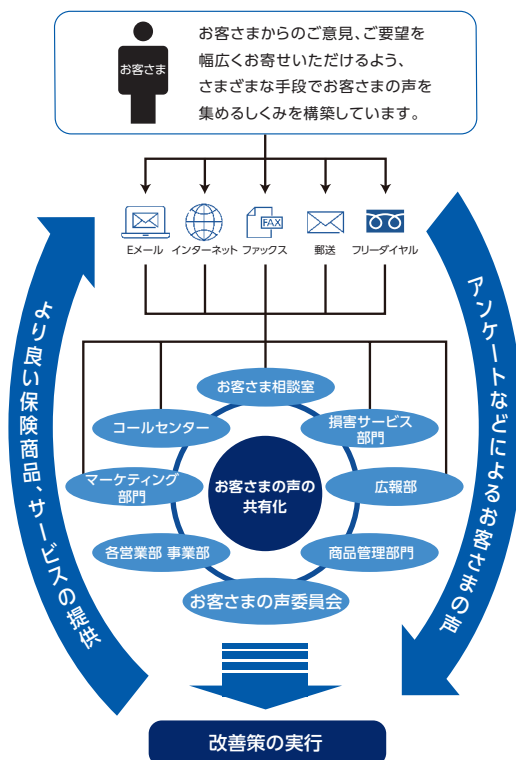 お客さま
お客さまからのご意見、ご要望を
幅広くお寄せいただけるよう、
さまざまな手段でお客さまの声を
集めるしくみを構築しています。
FAX
Eメール
インターネット
ファックス
郵送
フリーダイヤル
より良い保険商品、サービスの提供
アンケートなどによるお客さまの声
お客さま相談室
コールセンター
損害サービス
部門
マーケティング
部門
お客さまの声の
共有化
広報部
各営業部 事業部
商品管理部門
お客さまの声委員会
改善策の実行